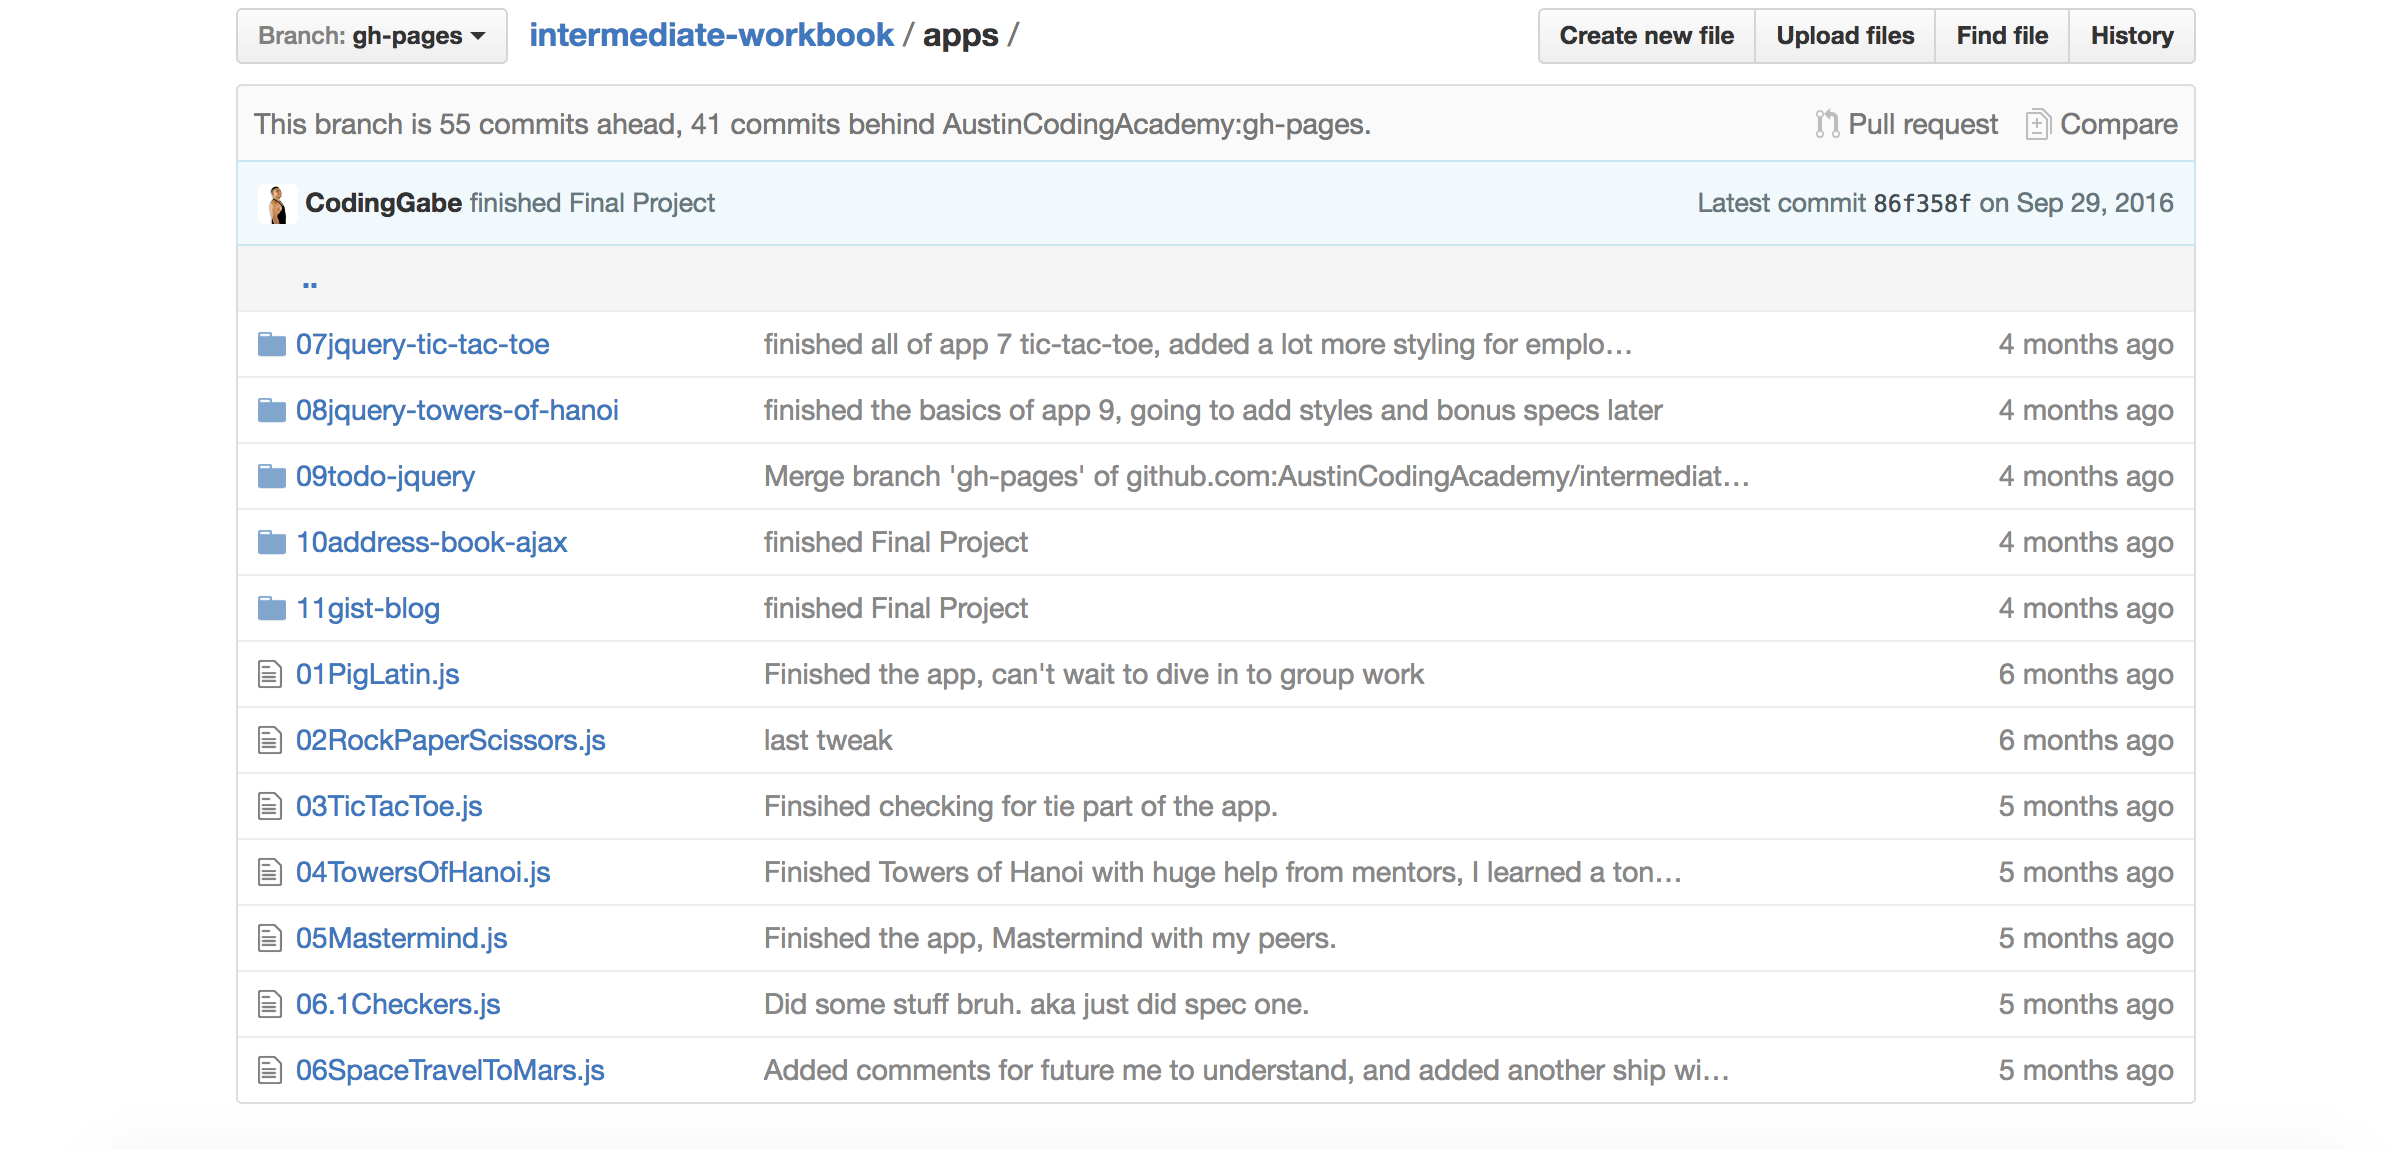 Branch: gh-pages intermediate-workbook / apps / Create new file Upload files Find file History
This branch is 55 commits ahead, 41 commits behind AustinCodingAcademy:gh-pages. Pull request Compare
CodingGabe finished Final Project Latest commit 86f358f on Sep 29, 2016
..
07jquery-tic-tac-toe finished all of app 7 tic-tac-toe, added a lot more styling for emplo… 4 months ago
08jquery-towers-of-hanoi finished the basics of app 9, going to add styles and bonus specs later 4 months ago
09todo-jquery Merge branch 'gh-pages' of github.com:AustinCodingAcademy/intermediat… 4 months ago
10address-book-ajax finished Final Project 4 months ago
11gist-blog finished Final Project 4 months ago
01PigLatin.js Finished the app, can't wait to dive in to group work 6 months ago
02RockPaperScissors.js last tweak 6 months ago
03TicTacToe.js Finsihed checking for tie part of the app. 5 months ago
04TowersOfHanoi.js Finished Towers of Hanoi with huge help from mentors, I learned a ton… 5 months ago
05Mastermind.js Finished the app, Mastermind with my peers. 5 months ago
06.1Checkers.js Did some stuff bruh. aka just did spec one. 5 months ago
06SpaceTravelToMars.js Added comments for future me to understand, and added another ship wi… 5 months ago